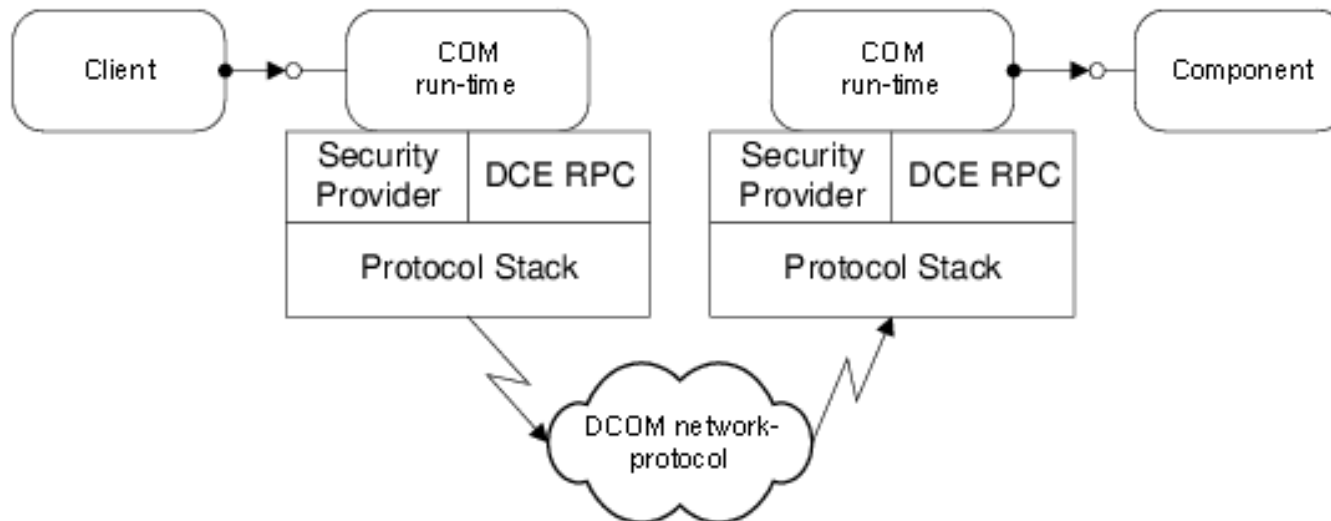 Client
COM
run-time
COM
run-time
Component
Security
Provider
DCE RPC
Security
Provider
DCE RPC
Protocol Stack
Protocol Stack
DCOM network-
protocol